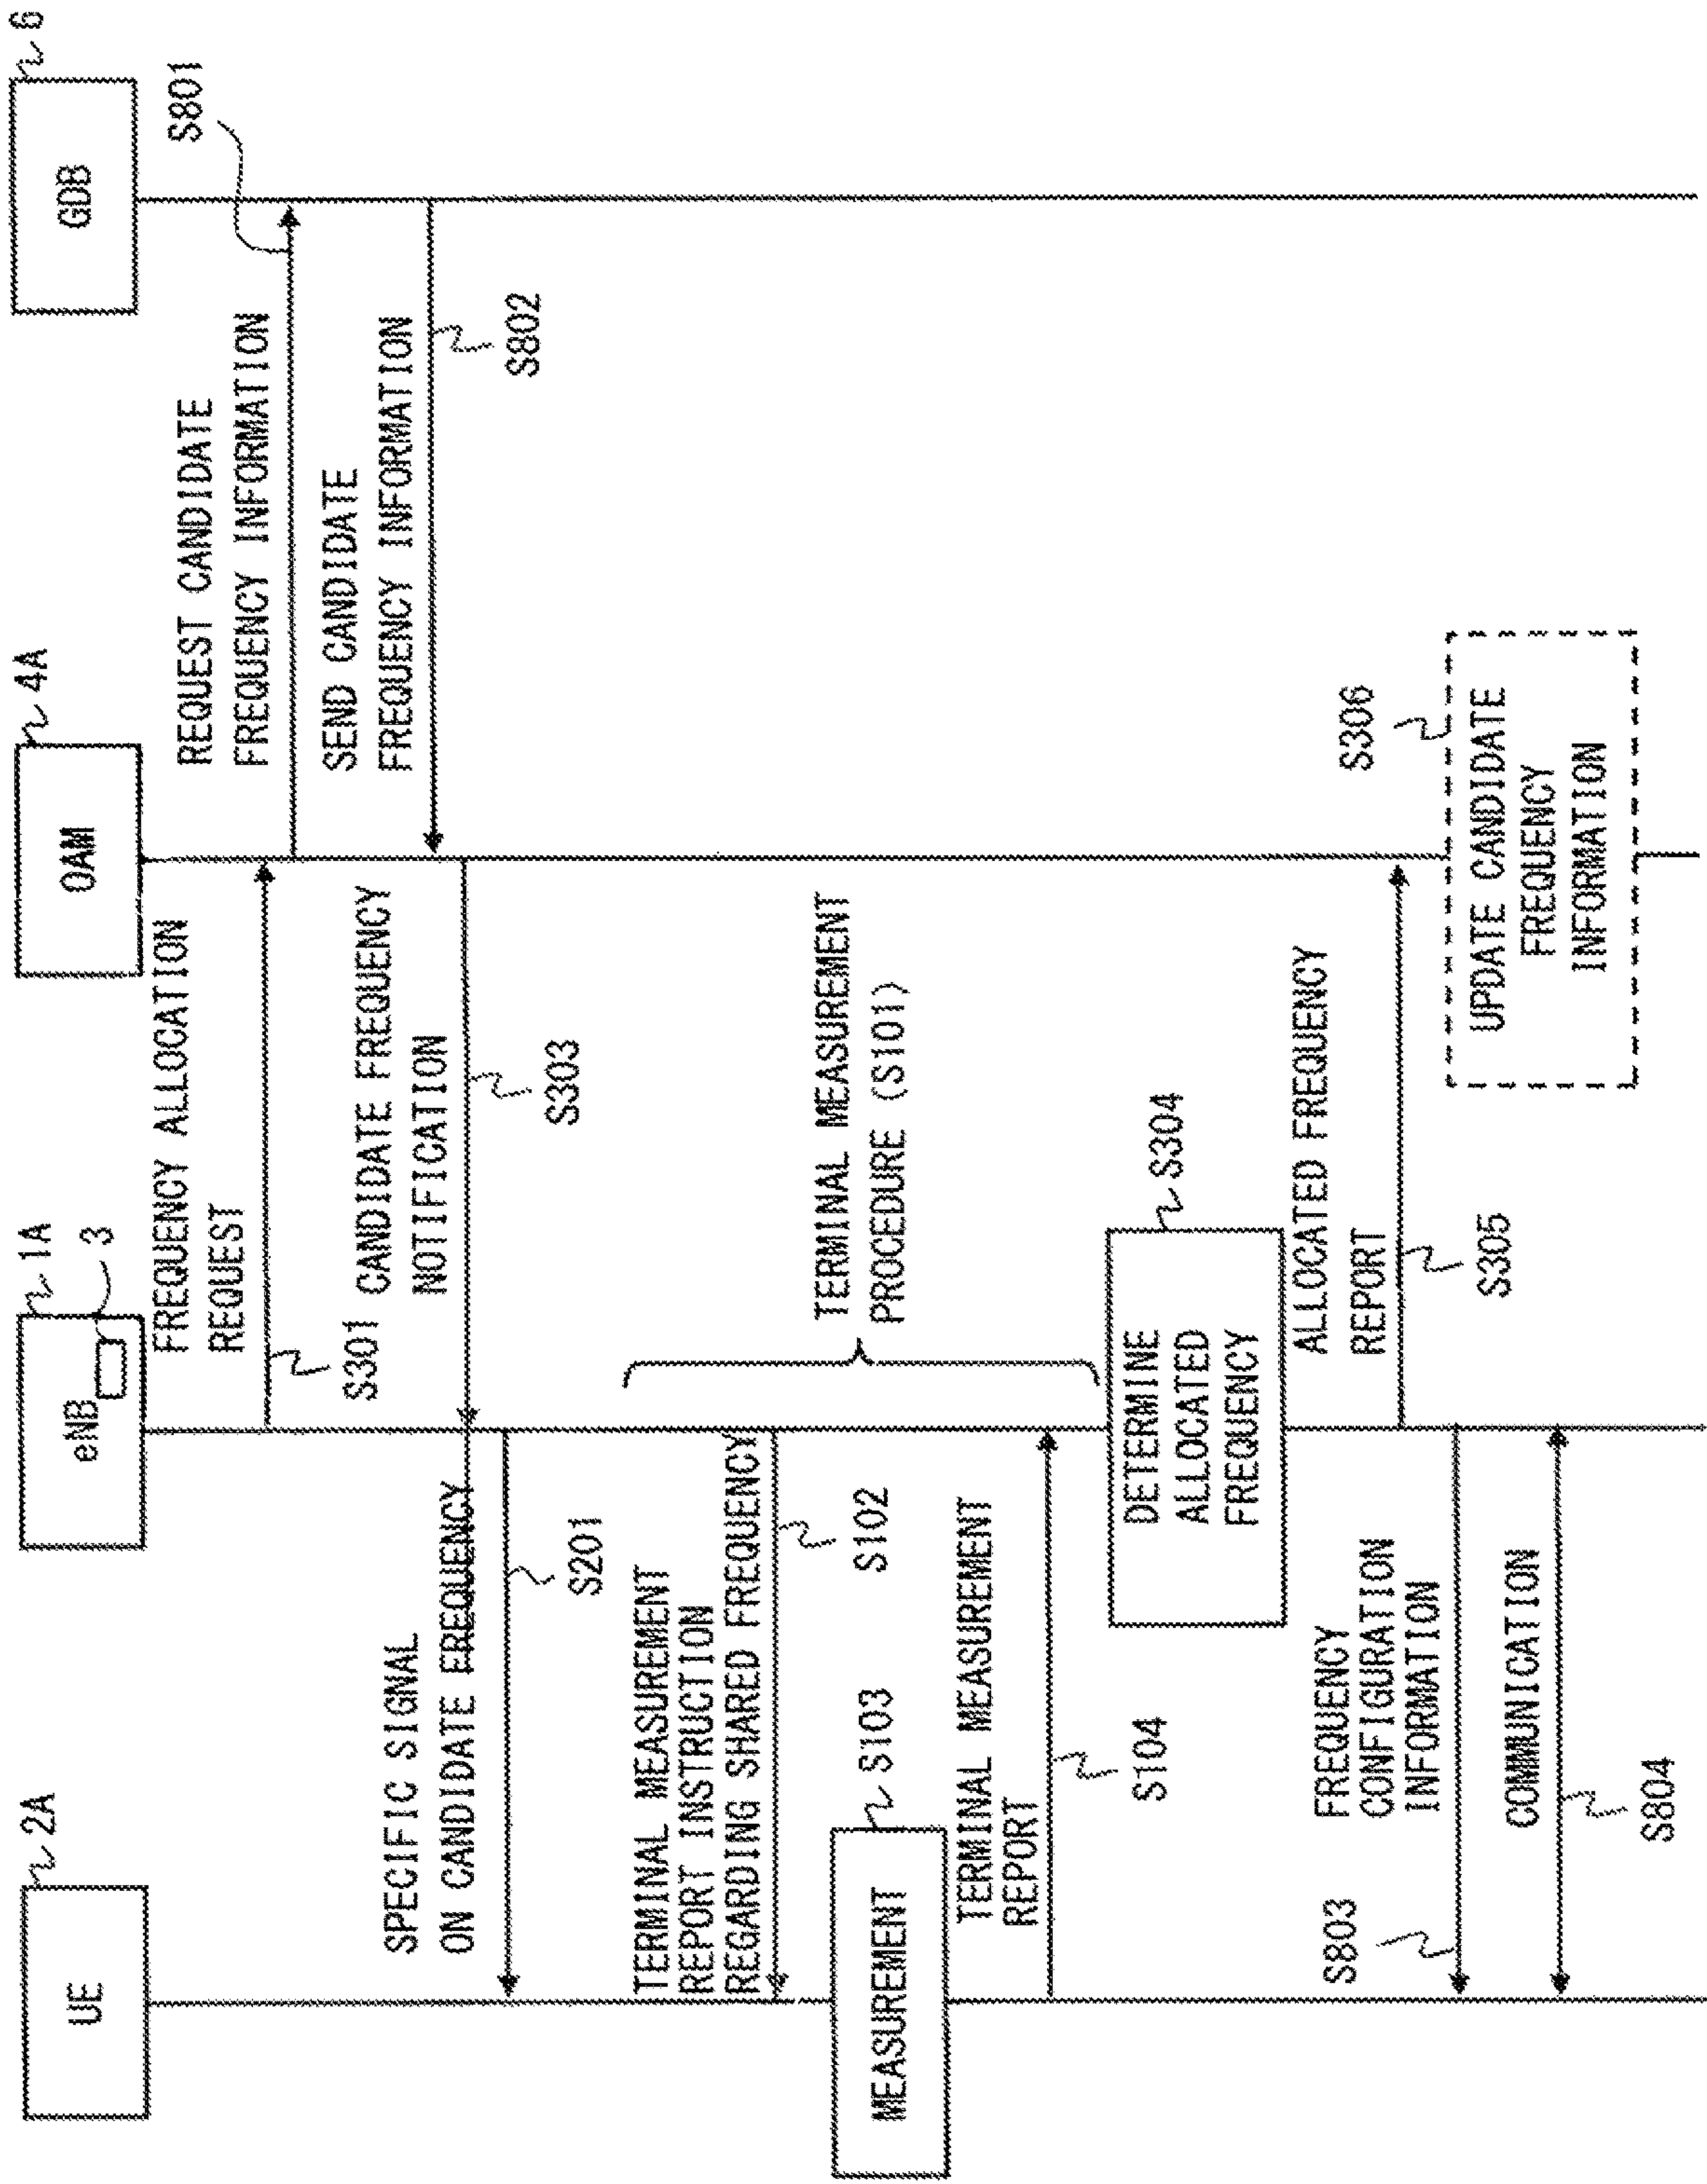 UE
2A
eNB
1A
3
OAM
4A
GDB
6
FREQUENCY ALLOCATION
REQUEST
S301
REQUEST CANDIDATE
FREQUENCY INFORMATION
S801
SEND CANDIDATE
FREQUENCY INFORMATION
S802
CANDIDATE FREQUENCY
NOTIFICATION
S303
SPECIFIC SIGNAL
ON CANDIDATE FREQUENCY
S201
TERMINAL MEASUREMENT
REPORT INSTRUCTION
REGARDING SHARED FREQUENCY
S102
TERMINAL MEASUREMENT
PROCEDURE (S101)
MEASUREMENT
S103
TERMINAL MEASUREMENT
REPORT
S104
DETERMINE
ALLOCATED
FREQUENCY
S304
ALLOCATED FREQUENCY
REPORT
S305
UPDATE CANDIDATE
FREQUENCY
INFORMATION
S306
FREQUENCY
CONFIGURATION
INFORMATION
S803
COMMUNICATION
S804